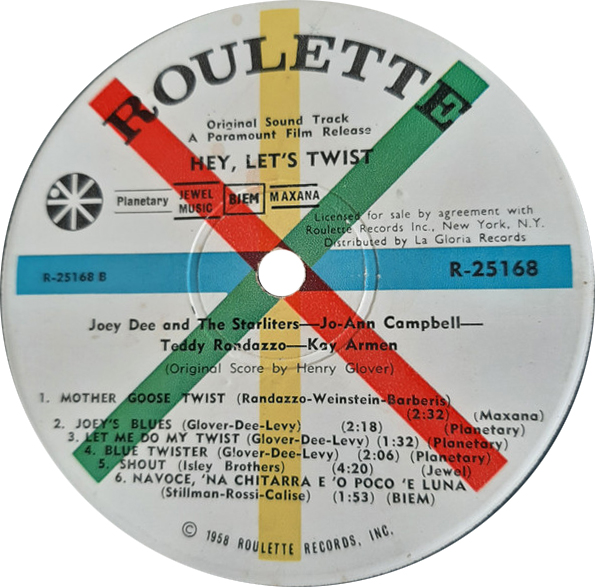 ROULETTE
Original Sound Track
A Paramount Film Release
HEY, LET'S TWIST
Planetary JEWEL MUSIC BIEM MAXANA
Licensed for sale by agreement with
Roulette Records Inc., New York, N.Y.
Distributed by La Gloria Records
R-25168 B
R-25168
Joey Dee and The Starliters—Jo-Ann Campbell—
Teddy Randazzo—Kay Armen
(Original Score by Henry Glover)
1. MOTHER GOOSE TWIST (Randazzo-Weinstein-Barberis)
(2:32) (Maxana)
2. JOEY'S BLUES (Glover-Dee-Levy) (2:18) (Planetary)
3. LET ME DO MY TWIST (Glover-Dee-Levy) (1:32) (Planetary)
4. BLUE TWISTER (Glover-Dee-Levy) (2:06) (Planetary)
5. SHOUT (Isley Brothers) (4:20) (Jewel)
6. NAVOCE, 'NA CHITARRA E 'O POCO 'E LUNA
(Stillman-Rossi-Calise) (1:53) (BIEM)
© 1958 ROULETTE RECORDS, INC.